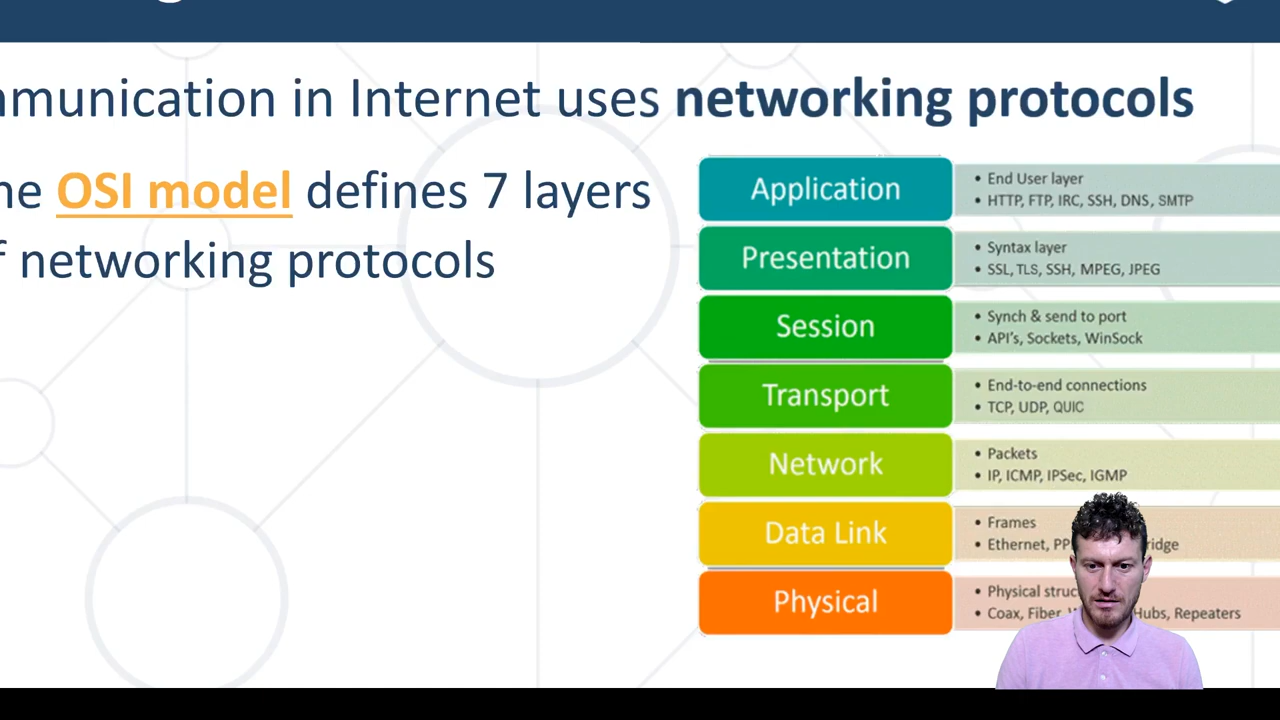 mmunication in Internet uses networking protocols
he OSI model defines 7 layers
f networking protocols
Application
• End User layer
• HTTP, FTP, IRC, SSH, DNS, SMTP
Presentation
• Syntax layer
• SSL, TLS, SSH, MPEG, JPEG
Session
• Synch & send to port
• API's, Sockets, WinSock
Transport
• End-to-end connections
• TCP, UDP, QUIC
Network
• Packets
• IP, ICMP, IPSec, IGMP
Data Link
• Frames
• Ethernet, PP ridge
Physical
• Physical struc
• Coax, Fiber, Hubs, Repeaters